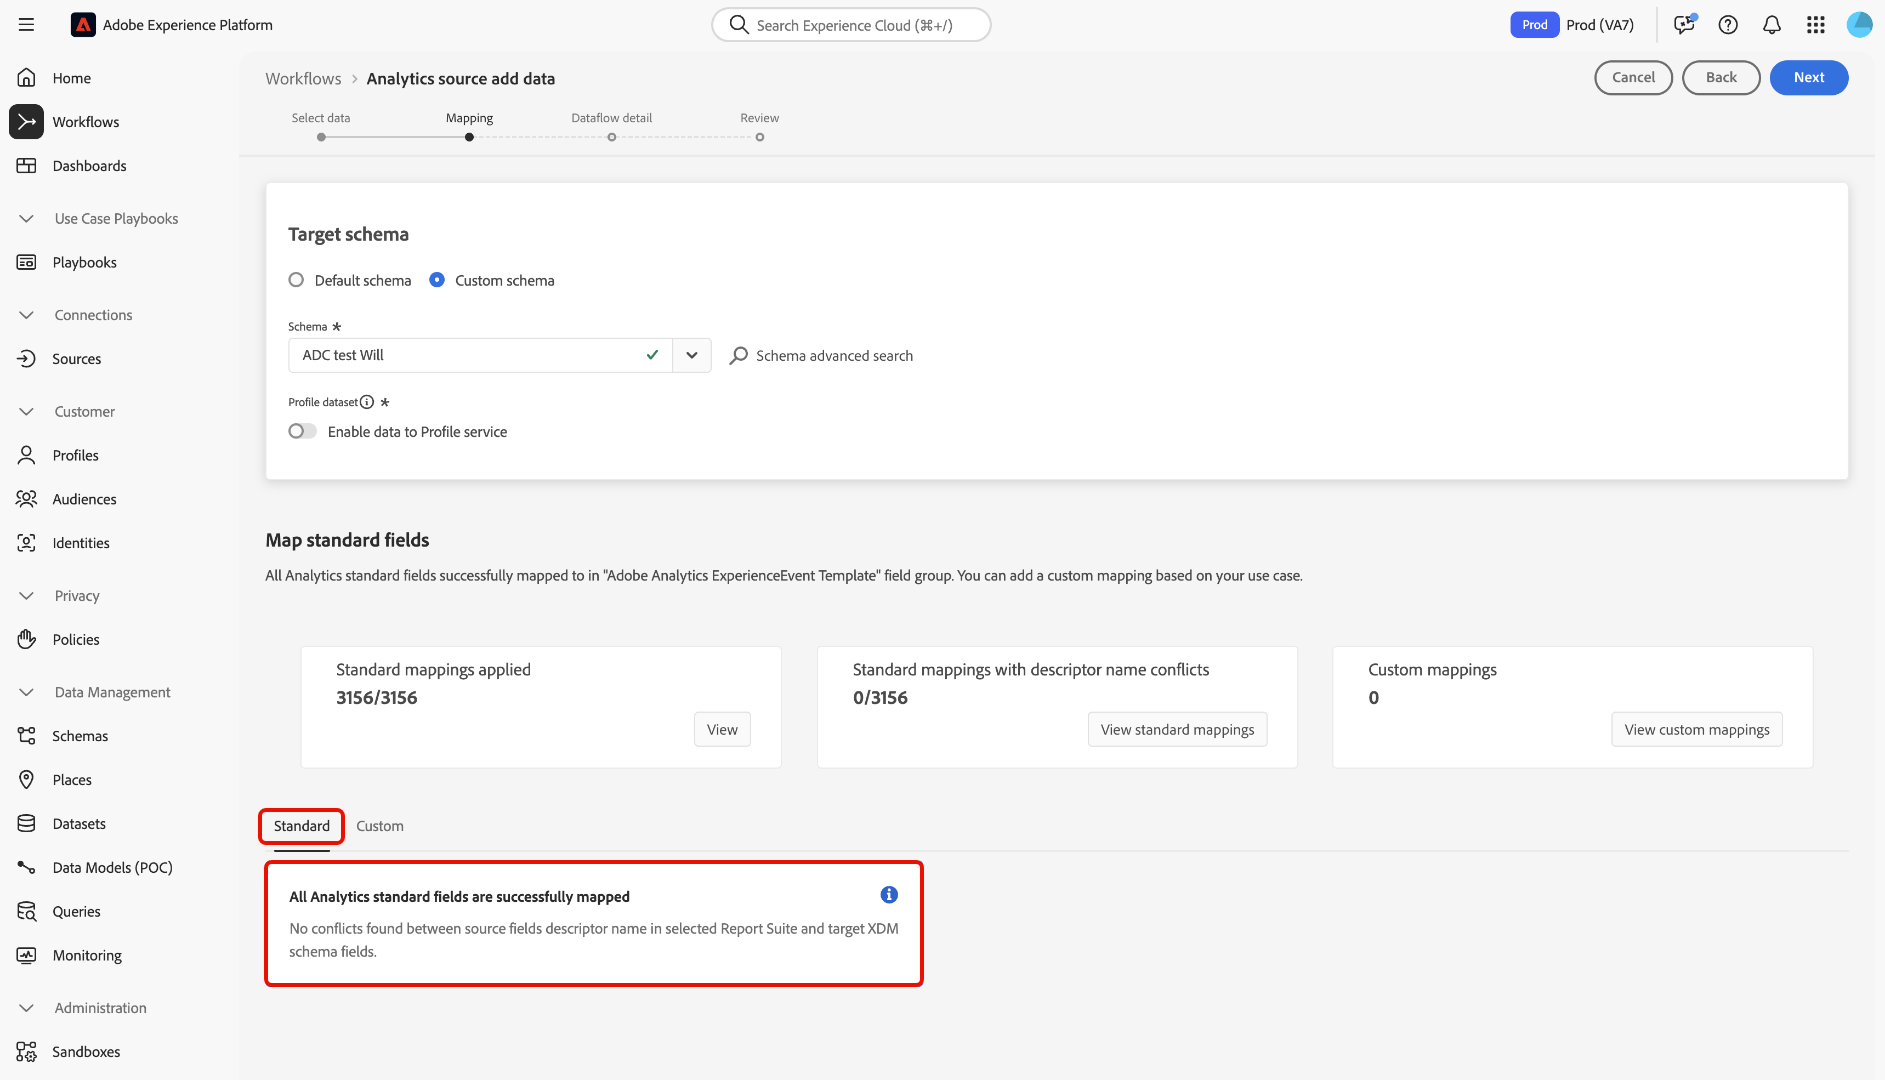 Adobe Experience Platform
Search Experience Cloud (⌘+/)
Prod
Prod (VA7)
Home
Workflows
Dashboards
Use Case Playbooks
Playbooks
Connections
Sources
Customer
Profiles
Audiences
Identities
Privacy
Policies
Data Management
Schemas
Places
Datasets
Data Models (POC)
Queries
Monitoring
Administration
Sandboxes
Workflows > Analytics source add data
Cancel
Back
Next
Select data
Mapping
Dataflow detail
Review
Target schema
Default schema
Custom schema
Schema *
ADC test Will
Schema advanced search
Profile dataset *
Enable data to Profile service
Map standard fields
All Analytics standard fields successfully mapped to in "Adobe Analytics ExperienceEvent Template" field group. You can add a custom mapping based on your use case.
Standard mappings applied
3156/3156
View
Standard mappings with descriptor name conflicts
0/3156
View standard mappings
Custom mappings
0
View custom mappings
Standard
Custom
All Analytics standard fields are successfully mapped
No conflicts found between source fields descriptor name in selected Report Suite and target XDM
schema fields.